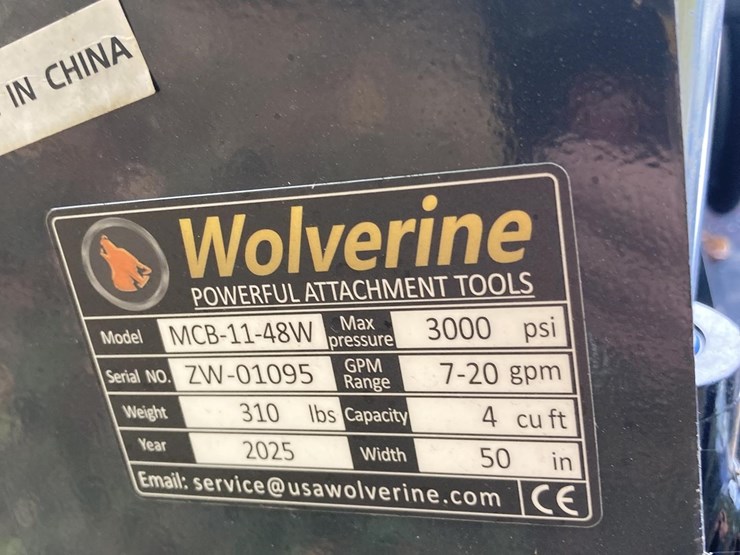 IN CHINA
Wolverine
POWERFUL ATTACHMENT TOOLS
Model MCB-11-48W Max pressure 3000 psi
Serial NO. ZW-01095 GPM Range 7-20 gpm
Weight 310 lbs Capacity 4 cu ft
Year 2025 Width 50 in
Email: service@usawolverine.com CE